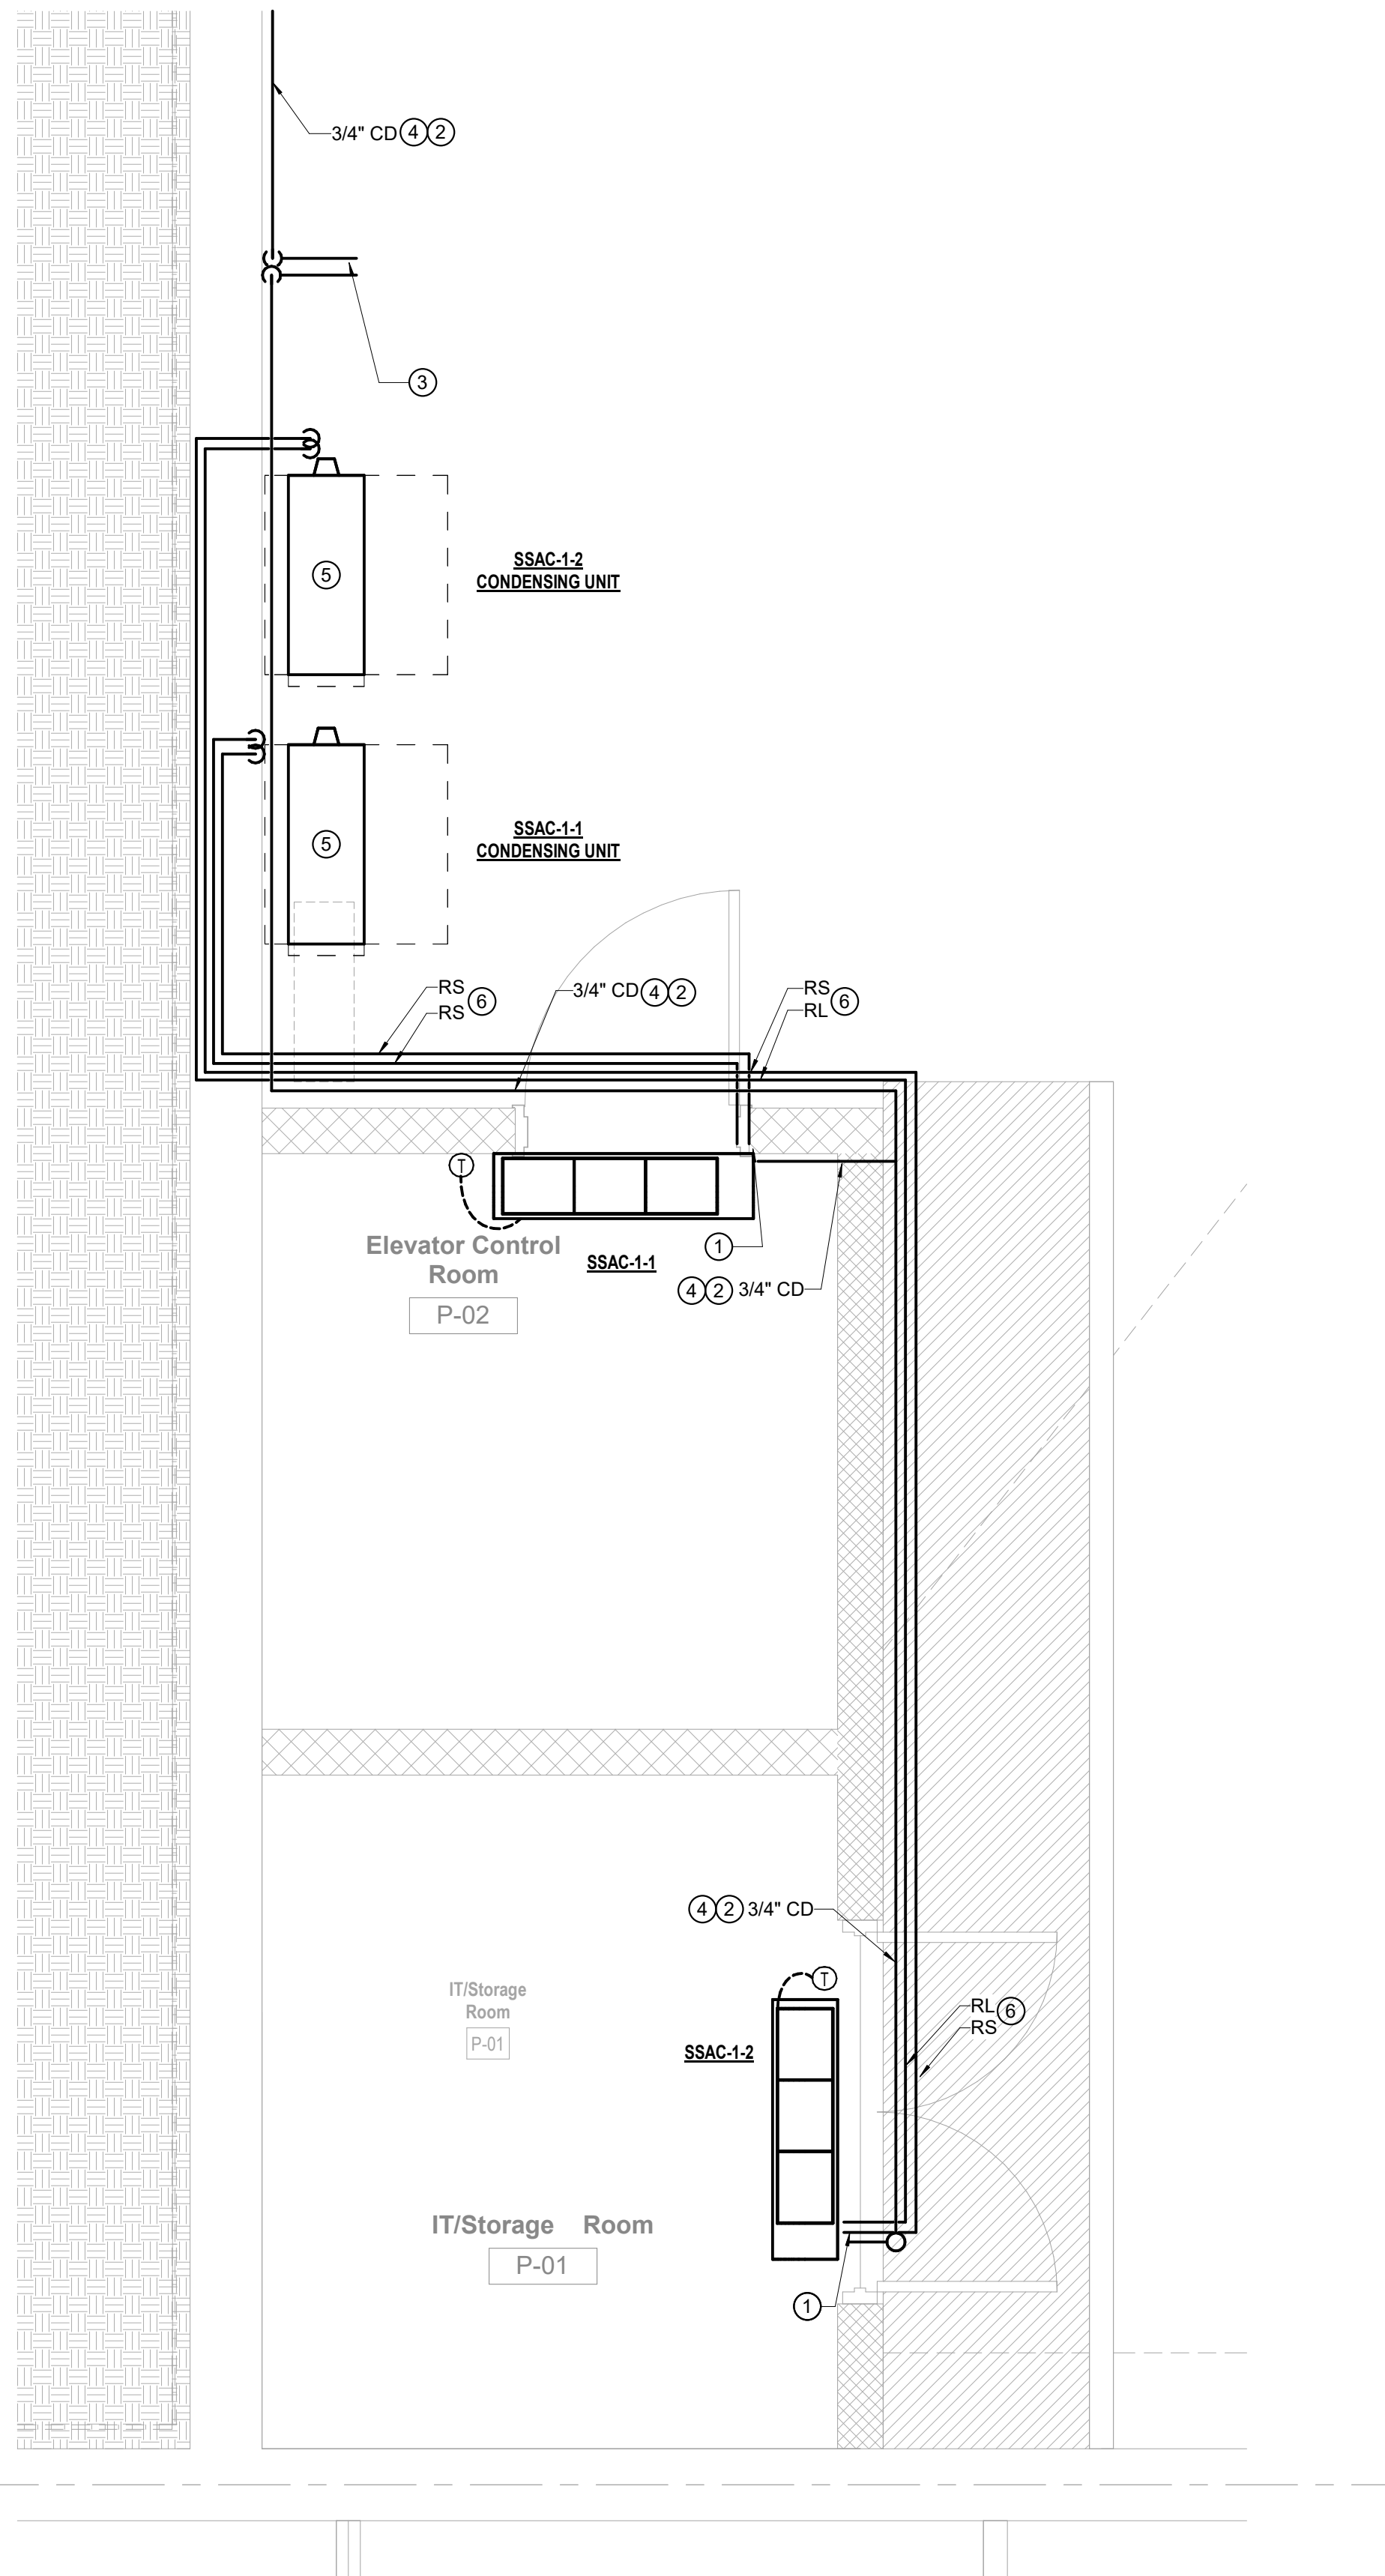 3/4" CD 4 2
3
SSAC-1-2
CONDENSING UNIT
5
SSAC-1-1
CONDENSING UNIT
5
RS
RS
6
3/4" CD 4 2
RS
RL
6
T
Elevator Control
Room
P-02
SSAC-1-1
1
4 2 3/4" CD
4 2 3/4" CD
T
IT/Storage
Room
P-01
SSAC-1-2
RL
RS
6
IT/Storage Room
P-01
1